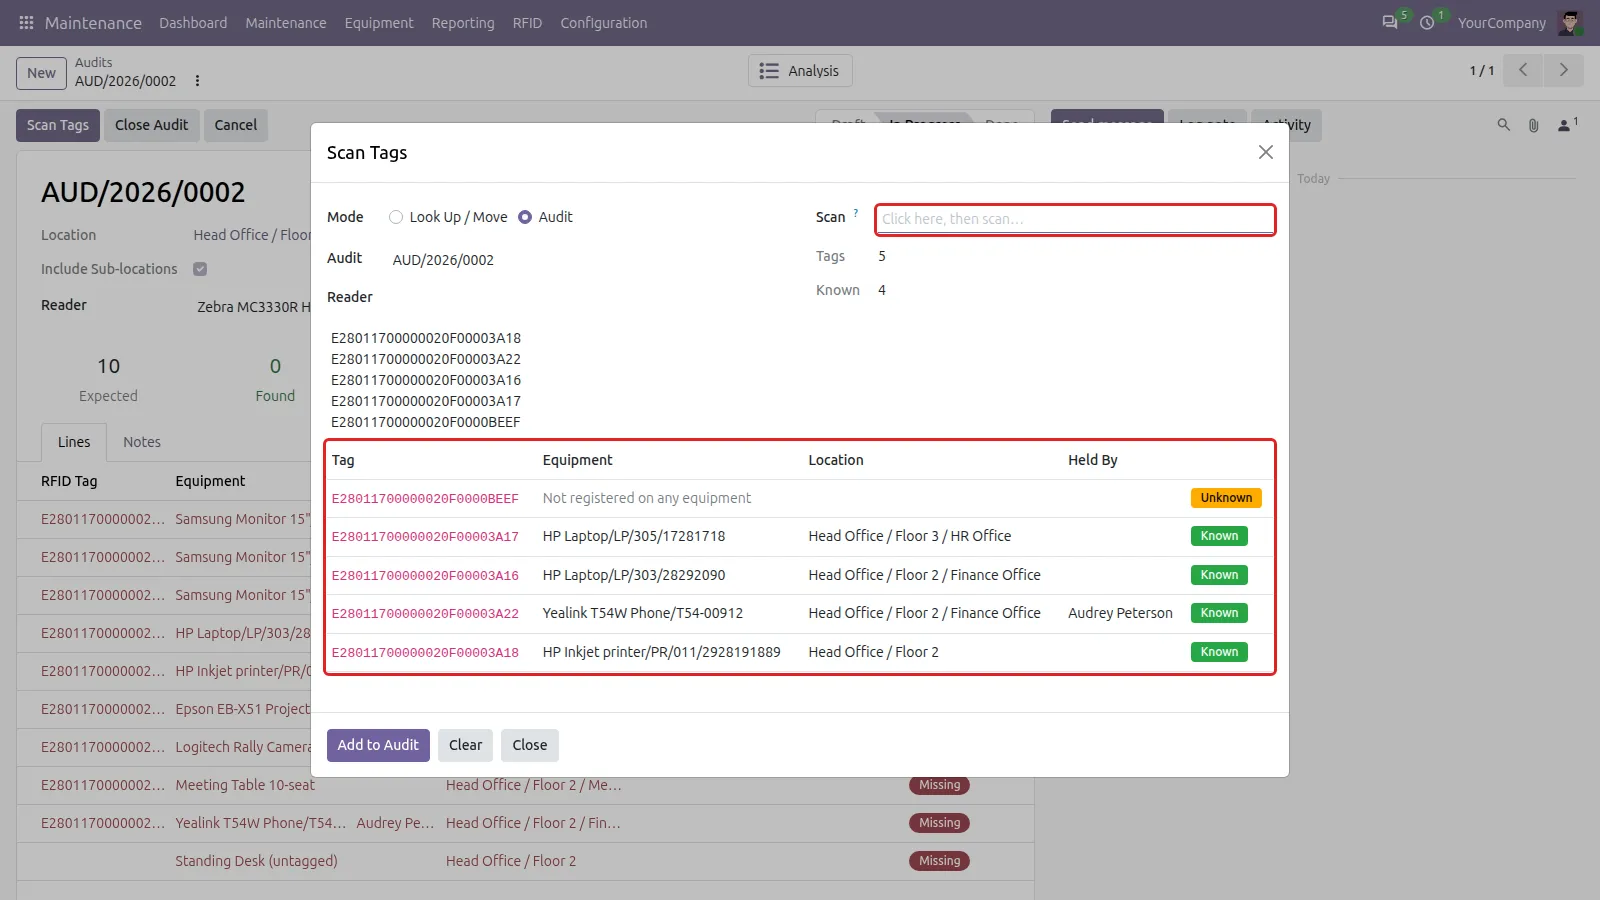 Maintenance Dashboard Maintenance Equipment Reporting RFID Configuration 5 1 YourCompany
New Audits
AUD/2026/0002
Analysis
1 / 1
Scan Tags Close Audit Cancel
Activity
1
Today
AUD/2026/0002
Location Head Office / Floor
Include Sub-locations
Reader Zebra MC3330R H
10 0
Expected Found
Lines Notes
RFID Tag Equipment
E2801170000002... Samsung Monitor 15"
E2801170000002... Samsung Monitor 15"
E2801170000002... Samsung Monitor 15"
E2801170000002... HP Laptop/LP/303/28
E2801170000002... HP Inkjet printer/PR/0
E2801170000002... Epson EB-X51 Project
E2801170000002... Logitech Rally Camera
E2801170000002... Meeting Table 10-seat Head Office / Floor 2 / Me... Missing
E2801170000002... Yealink T54W Phone/T54... Audrey Pe... Head Office / Floor 2 / Fin... Missing
Standing Desk (untagged) Head Office / Floor 2 Missing
Scan Tags
Mode Look Up / Move Audit
Audit AUD/2026/0002
Reader
Scan ? Click here, then scan...
Tags 5
Known 4
E28011700000020F00003A18
E28011700000020F00003A22
E28011700000020F00003A16
E28011700000020F00003A17
E28011700000020F0000BEEF
Tag Equipment Location Held By
E28011700000020F0000BEEF Not registered on any equipment Unknown
E28011700000020F00003A17 HP Laptop/LP/305/17281718 Head Office / Floor 3 / HR Office Known
E28011700000020F00003A16 HP Laptop/LP/303/28292090 Head Office / Floor 2 / Finance Office Known
E28011700000020F00003A22 Yealink T54W Phone/T54-00912 Head Office / Floor 2 / Finance Office Audrey Peterson Known
E28011700000020F00003A18 HP Inkjet printer/PR/011/2928191889 Head Office / Floor 2 Known
Add to Audit Clear Close